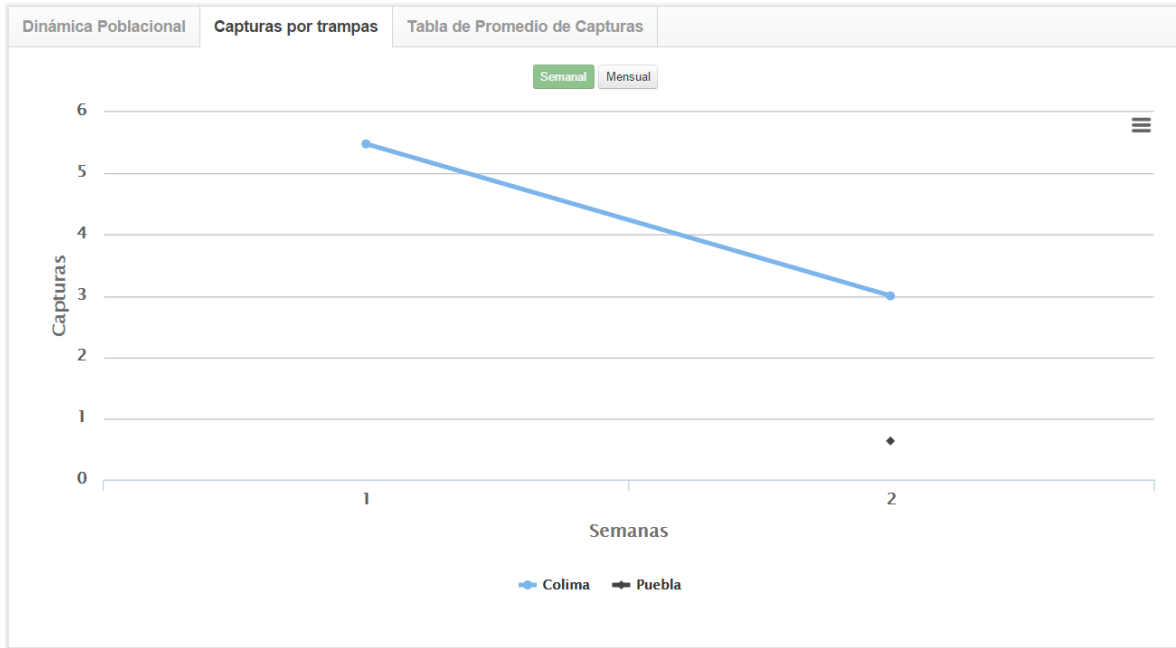 Dinámica Poblacional Capturas por trampas Tabla de Promedio de Capturas
Semanal Mensual
6
5
4
3
2
1
0
Capturas
1 2
Semanas
Colima Puebla